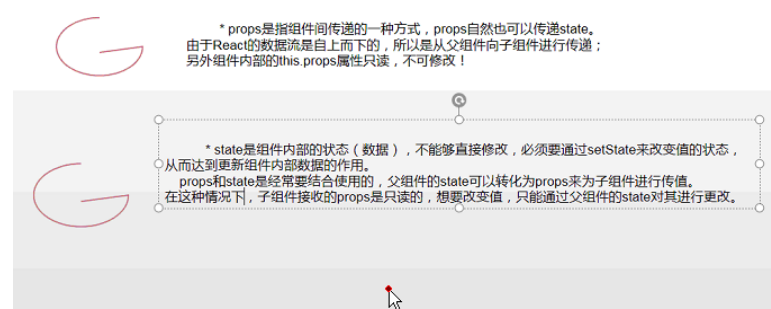 * props是指组件间传递的一种方式，props自然也可以传递state。
由于React的数据流是自上而下的，所以是从父组件向子组件进行传递；
另外组件内部的this.props属性只读，不可修改！
* state是组件内部的状态（数据），不能够直接修改，必须要通过setState来改变值的状态，
从而达到更新组件内部数据的作用。
props和state是经常要结合使用的，父组件的state可以转化为props来为子组件进行传值。
在这种情况下，子组件接收的props是只读的，想要改变值，只能通过父组件的state对其进行更改。